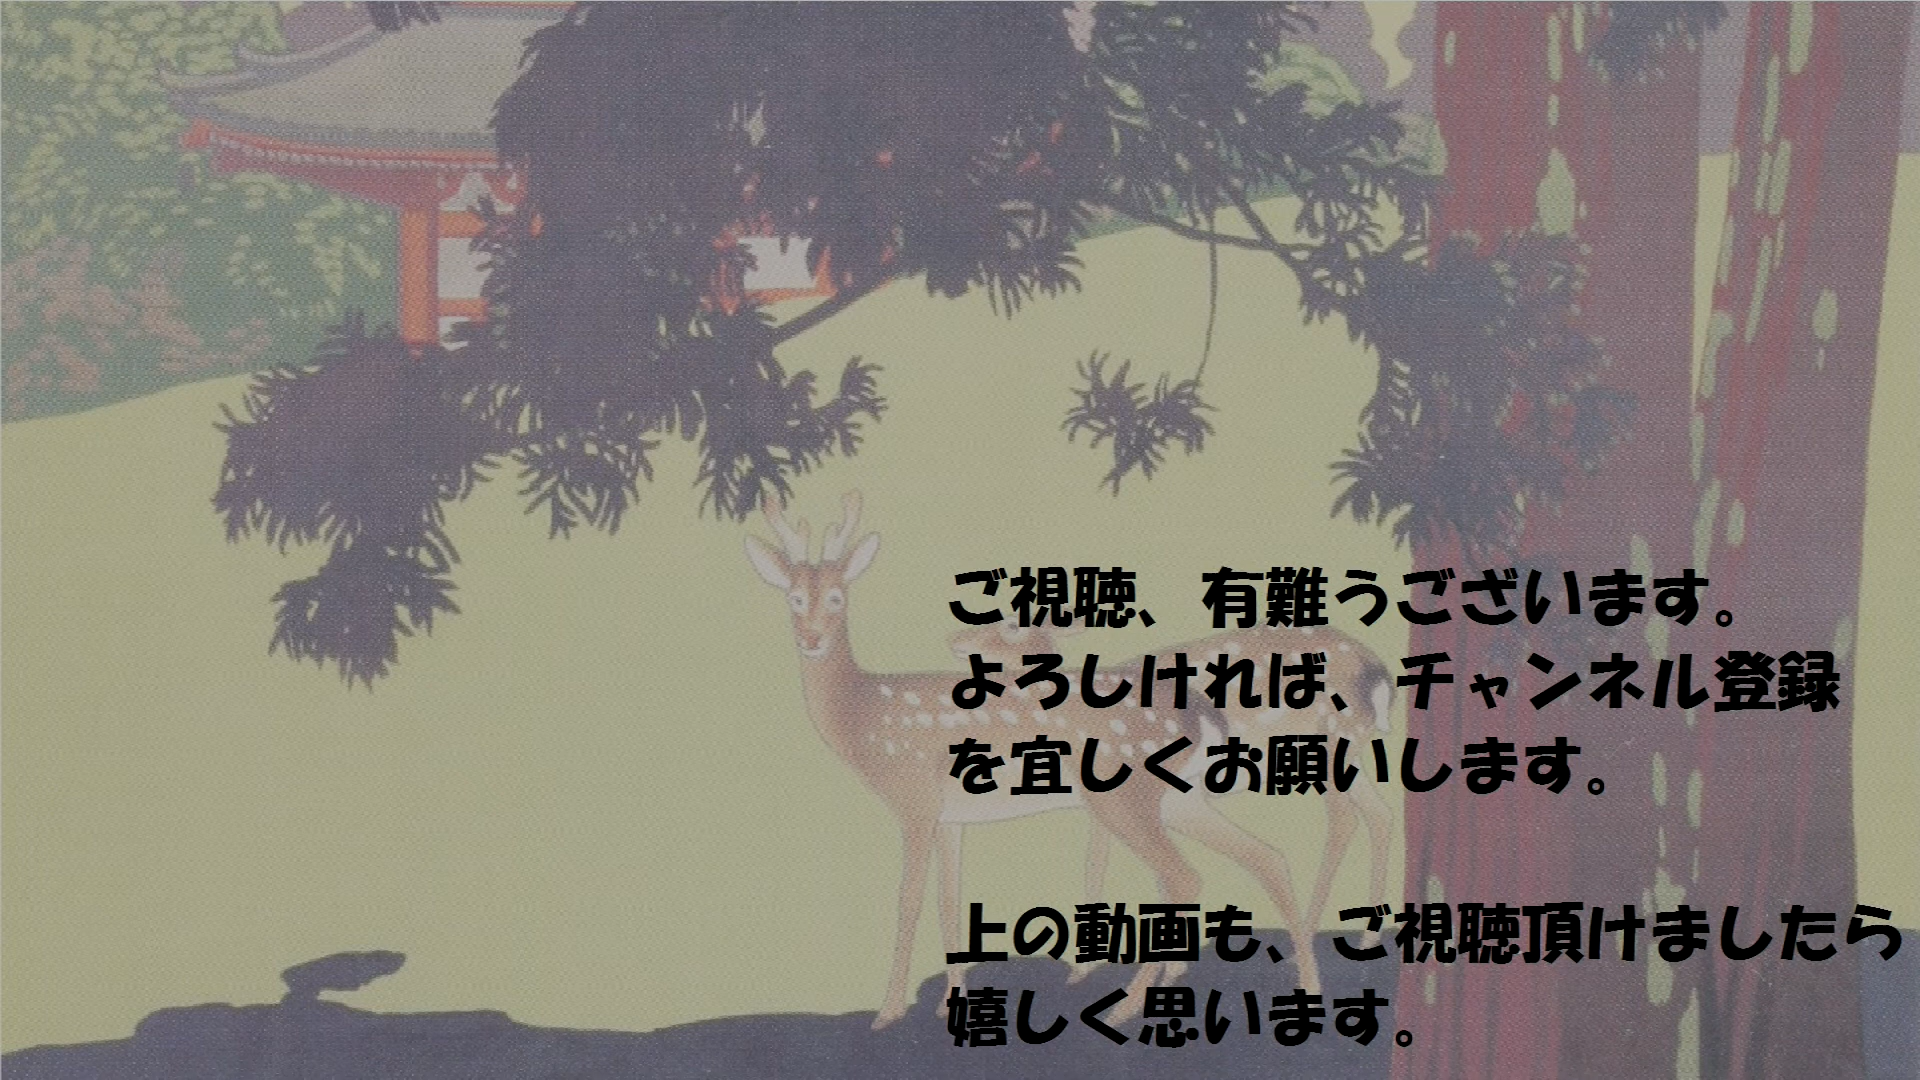 ご視聴、有難うございます。
よろしければ、チャンネル登録
を宜しくお願いします。
上の動画も、ご視聴頂けましたら
嬉しく思います。